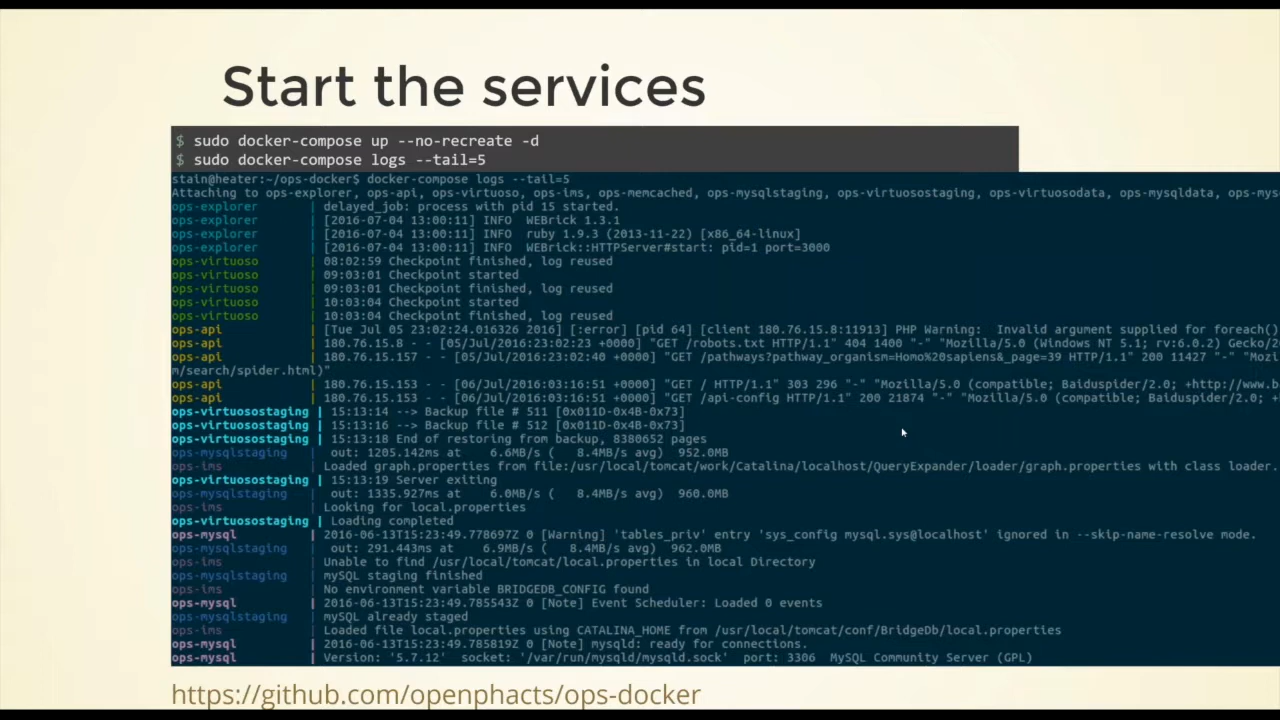 Start the services
$ sudo docker-compose up --no-recreate -d
$ sudo docker-compose logs --tail=5
stain@heater:~/ops-docker$ docker-compose logs --tail=5
Attaching to ops-explorer, ops-api, ops-virtuoso, ops-ims, ops-memcached, ops-mysqlstaging, ops-virtuosostaging, ops-virtuosodata, ops-mysqldata, ops-mys
ops-explorer | delayed_job: process with pid 15 started.
ops-explorer | [2016-07-04 13:00:11] INFO WEBrick 1.3.1
ops-explorer | [2016-07-04 13:00:11] INFO ruby 1.9.3 (2013-11-22) [x86_64-linux]
ops-explorer | [2016-07-04 13:00:11] INFO WEBrick::HTTPServer#start: pid=1 port=3000
ops-virtuoso | 08:02:59 Checkpoint finished, log reused
ops-virtuoso | 09:03:01 Checkpoint started
ops-virtuoso | 09:03:01 Checkpoint finished, log reused
ops-virtuoso | 10:03:04 Checkpoint started
ops-virtuoso | 10:03:04 Checkpoint finished, log reused
ops-api | [Tue Jul 05 23:02:24.016326 2016] [:error] [pid 64] [client 180.76.15.8:11913] PHP Warning: Invalid argument supplied for foreach()
ops-api | 180.76.15.8 - - [05/Jul/2016:23:02:23 +0000] "GET /robots.txt HTTP/1.1" 404 1400 "-" "Mozilla/5.0 (Windows NT 5.1; rv:6.0.2) Gecko/2
ops-api | 180.76.15.157 - - [05/Jul/2016:23:02:40 +0000] "GET /pathways?pathway_organism=Homo%20sapiens&_page=39 HTTP/1.1" 200 11427 "-" "Mozi
m/search/spider.html)"
ops-api | 180.76.15.153 - - [06/Jul/2016:03:16:51 +0000] "GET / HTTP/1.1" 303 296 "-" "Mozilla/5.0 (compatible; Baiduspider/2.0; +http://www.b
ops-api | 180.76.15.153 - - [06/Jul/2016:03:16:51 +0000] "GET /api-config HTTP/1.1" 200 21874 "-" "Mozilla/5.0 (compatible; Baiduspider/2.0; +
ops-virtuosostaging | 15:13:14 --> Backup file # 511 [0x011D-0x4B-0x73]
ops-virtuosostaging | 15:13:16 --> Backup file # 512 [0x011D-0x4B-0x73]
ops-virtuosostaging | 15:13:18 End of restoring from backup, 8380652 pages
ops-mysqlstaging | out: 1205.142ms at 6.6MB/s ( 8.4MB/s avg) 952.0MB
ops-ims | Loaded graph.properties from file:/usr/local/tomcat/work/Catalina/localhost/QueryExpander/loader/graph.properties with class loader.
ops-virtuosostaging | 15:13:19 Server exiting
ops-mysqlstaging | out: 1335.927ms at 6.0MB/s ( 8.4MB/s avg) 960.0MB
ops-ims | Looking for local.properties
ops-virtuosostaging | Loading completed
ops-mysql | 2016-06-13T15:23:49.778697Z 0 [Warning] 'tables_priv' entry 'sys_config mysql.sys@localhost' ignored in --skip-name-resolve mode.
ops-mysqlstaging | out: 291.443ms at 6.9MB/s ( 8.4MB/s avg) 962.0MB
ops-ims | Unable to find /usr/local/tomcat/local.properties in local Directory
ops-mysqlstaging | mySQL staging finished
ops-ims | No environment variable BRIDGEDB_CONFIG found
ops-mysql | 2016-06-13T15:23:49.785543Z 0 [Note] Event Scheduler: Loaded 0 events
ops-mysqlstaging | mySQL already staged
ops-ims | Loaded file local.properties using CATALINA_HOME from /usr/local/tomcat/conf/BridgeDb/local.properties
ops-mysql | 2016-06-13T15:23:49.785819Z 0 [Note] mysqld: ready for connections.
ops-mysql | Version: '5.7.12' socket: '/var/run/mysqld/mysqld.sock' port: 3306 MySQL Community Server (GPL)
https://github.com/openphacts/ops-docker